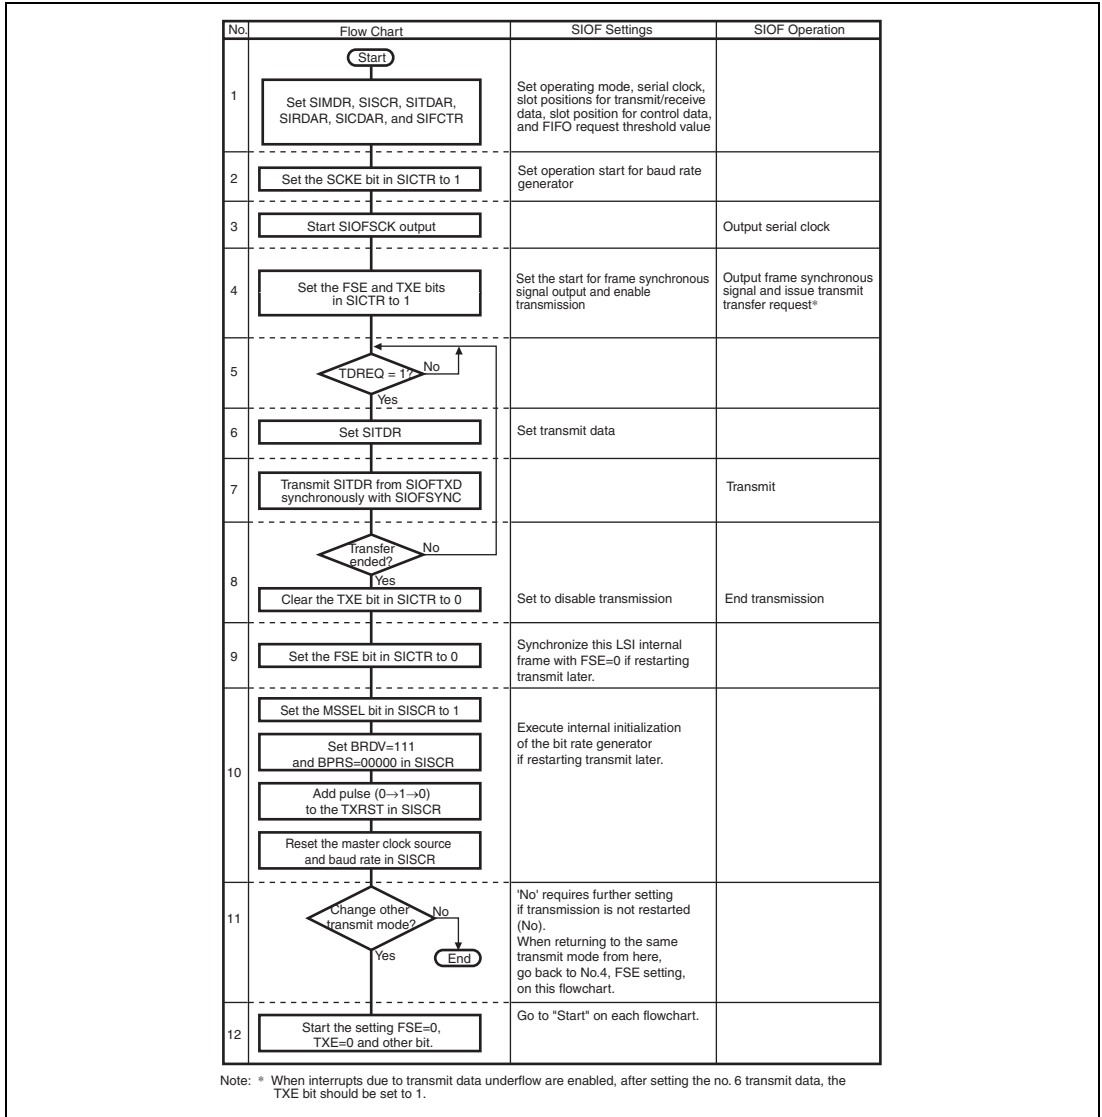 No. Flow Chart SIOF Settings SIOF Operation
Start
1
Set SIMDR, SISCR, SITDAR,
SIRDAR, SICDAR, and SIFCTR
Set operating mode, serial clock,
slot positions for transmit/receive
data, slot position for control data,
and FIFO request threshold value
2
Set the SCKE bit in SICTR to 1
Set operation start for baud rate
generator
3
Start SIOFSCK output
Output serial clock
4
Set the FSE and TXE bits
in SICTR to 1
Set the start for frame synchronous
signal output and enable
transmission
Output frame synchronous
signal and issue transmit
transfer request*
5
TDREQ = 1?
No
Yes
6
Set SITDR
Set transmit data
7
Transmit SITDR from SIOFTXD
synchronously with SIOFSYNC
Transmit
8
Transfer
ended?
No
Yes
Clear the TXE bit in SICTR to 0
Set to disable transmission
End transmission
9
Set the FSE bit in SICTR to 0
Synchronize this LSI internal
frame with FSE=0 if restarting
transmit later.
10
Set the MSSEL bit in SISCR to 1
Set BRDV=111
and BPRS=00000 in SISCR
Add pulse (0→1→0)
to the TXRST in SISCR
Reset the master clock source
and baud rate in SISCR
Execute internal initialization
of the bit rate generator
if restarting transmit later.
11
Change other
transmit mode?
No
Yes
End
'No' requires further setting
if transmission is not restarted
(No).
When returning to the same
transmit mode from here,
go back to No.4, FSE setting,
on this flowchart.
12
Start the setting FSE=0,
TXE=0 and other bit.
Go to "Start" on each flowchart.
Note: * When interrupts due to transmit data underflow are enabled, after setting the no. 6 transmit data, the
TXE bit should be set to 1.